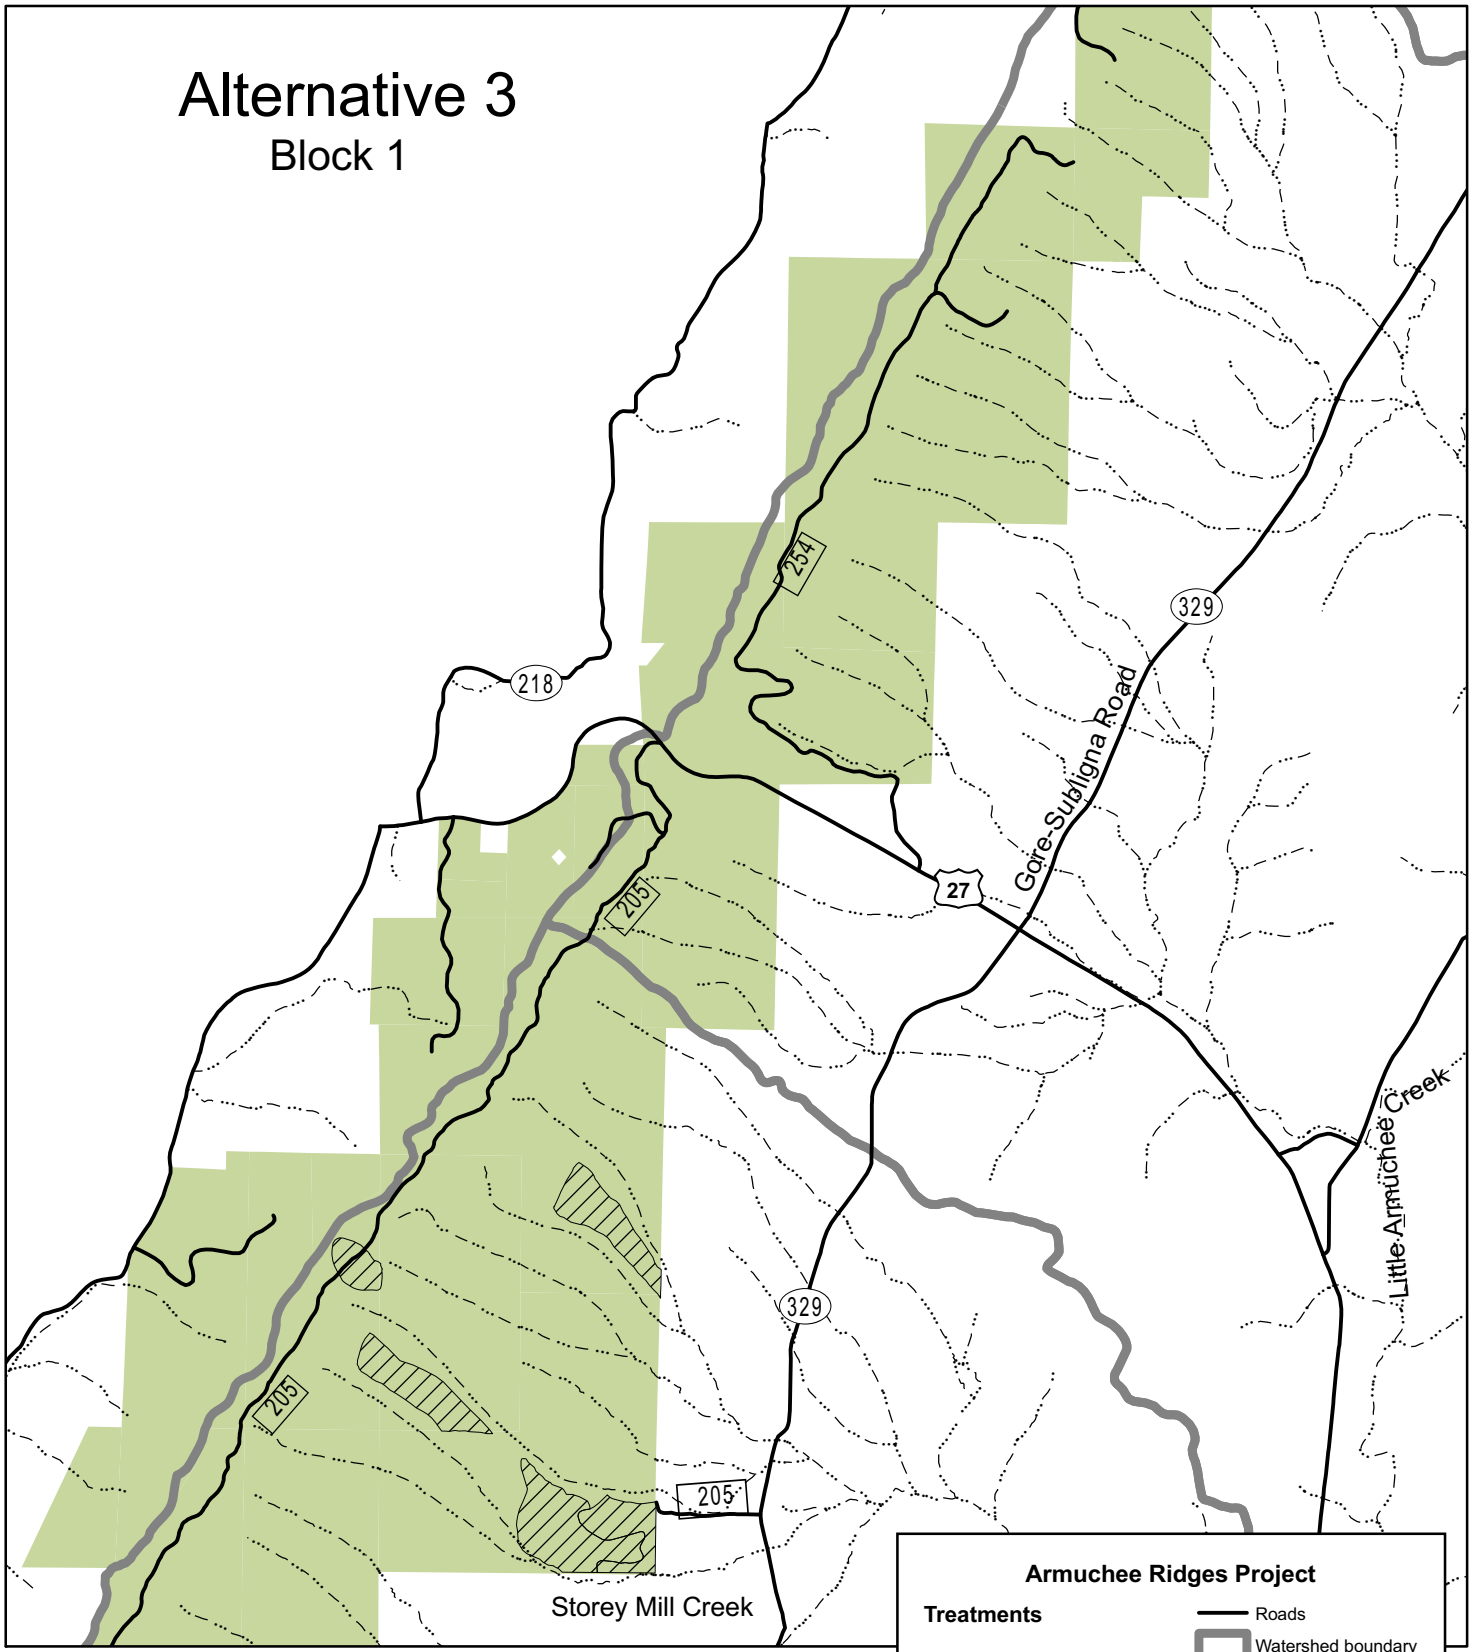 Alternative 3
Block 1
254
329
218
Gore-Subligna Road
27
205
Little Armuchee Creek
329
205
205
Storey Mill Creek
Armuchee Ridges Project
Treatments
Roads
Watershed boundary